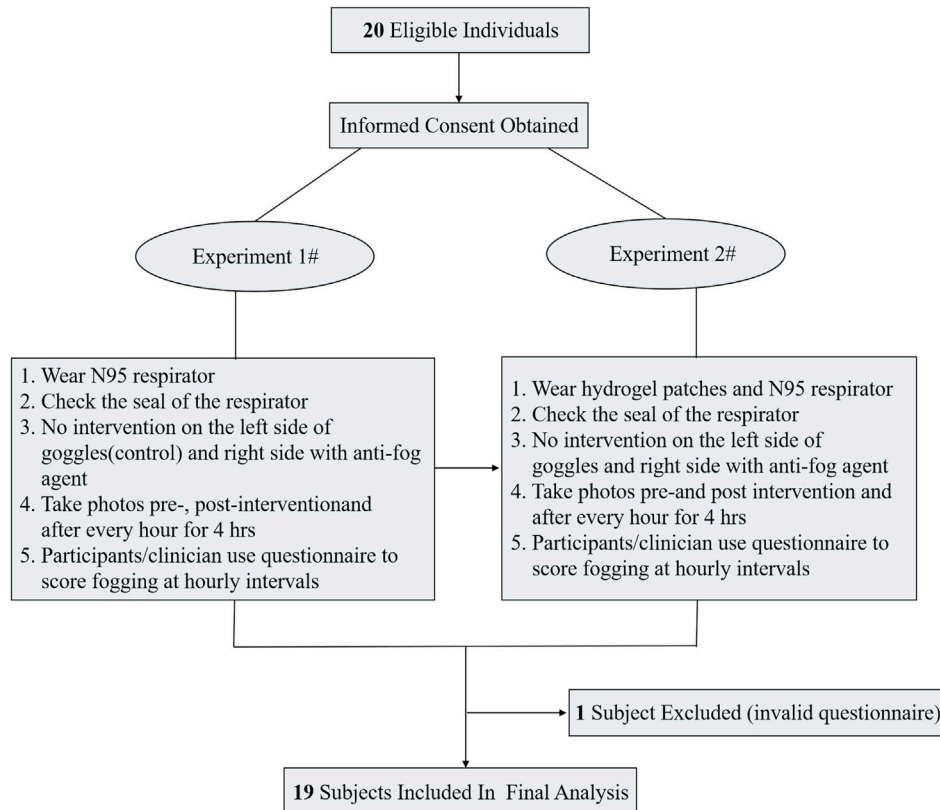 20 Eligible Individuals
Informed Consent Obtained
Experiment 1#
Experiment 2#
1. Wear N95 respirator
2. Check the seal of the respirator
3. No intervention on the left side of
goggles(control) and right side with anti-fog
agent
4. Take photos pre-, post-interventionand
after every hour for 4 hrs
5. Participants/clinician use questionnaire to
score fogging at hourly intervals
1. Wear hydrogel patches and N95 respirator
2. Check the seal of the respirator
3. No intervention on the left side of
goggles and right side with anti-fog agent
4. Take photos pre-and post intervention and
after every hour for 4 hrs
5. Participants/clinician use questionnaire to
score fogging at hourly intervals
1 Subject Excluded (invalid questionnaire)
19 Subjects Included In Final Analysis